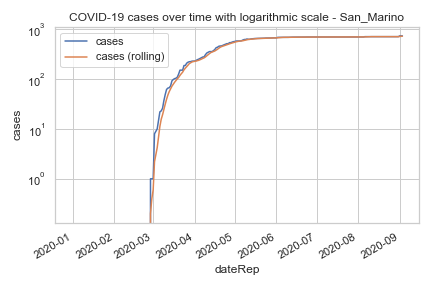 COVID-19 cases over time with logarithmic scale - San_Marino
cases
cases (rolling)
10³
10²
10¹
10⁰
cases
2020-01
2020-02
2020-03
2020-04
2020-05
2020-06
2020-07
2020-08
2020-09
dateRep